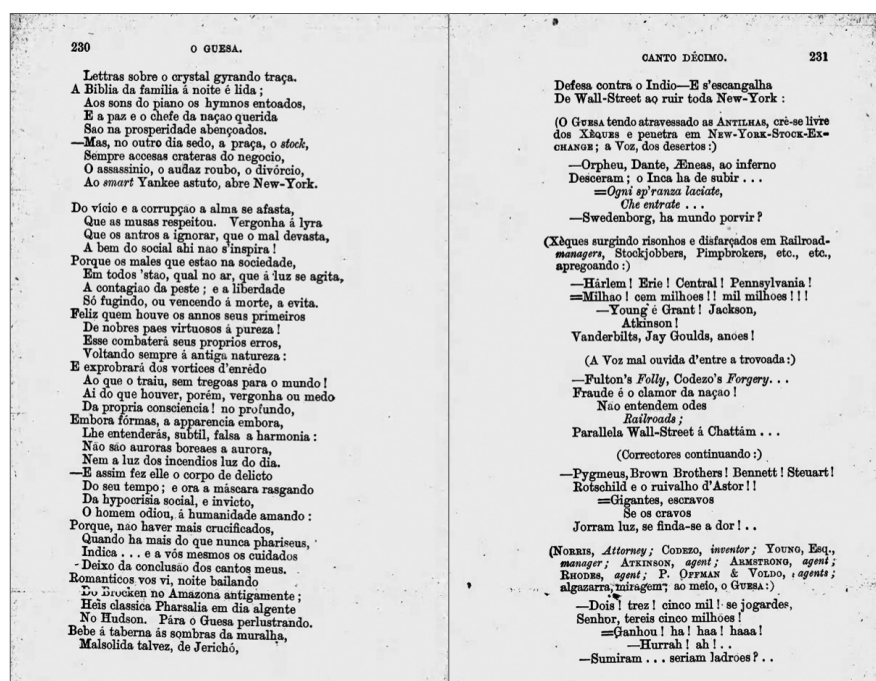 230
O GUESA.
Lettras sobre o crystal gyrando traça.
A Biblia da familia á noite é lida ;
Aos sons do piano os hymnos entoados,
E a paz e o chefe da naçao querida
Sao na prosperidade abençoados.
—Mas, no outro dia sedo, a praça, o stock,
Sempre accesas crateras do negocio,
O assassinio, o audaz roubo, o divórcio,
Ao smart Yankee astuto, abre New-York.
Do vício e a corrupção a alma se afasta,
Que as musas respeitou. Vergonha á lyra
Que os antros a ignorar, que o mal devasta,
A bem do social ahi nao s'inspira !
Porque os males que estao na sociedade,
Em todos 'stao, qual no ar, que á luz se agita,
A contagiao da peste ; e a liberdade
Só fugindo, ou vencendo á morte, a evita.
Feliz quem houve os annos seus primeiros
De nobres paes virtuosos á pureza !
Esse combaterá seus proprios erros,
Voltando sempre á antiga natureza :
E exprobrará dos vortices d'enrêdo
Ao que o traiu, sem tregoas para o mundo !
Ai do que houver, porém, vergonha ou medo
Da propria consciencia ! no profundo,
Embora fórmas, a apparencia embora,
Lhe entenderás, subtil, falsa a harmonia :
Não são auroras boreaes a aurora,
Nem a luz dos incendios luz do dia.
—E assim fez elle o corpo de delicto
Do seu tempo ; e ora a máscara rasgando
Da hypocrisia social, e invicto,
O homem odiou, á humanidade amando :
Porque, nao haver mais crucificados,
Quando ha mais do que nunca phariseus,
Indica . . . e a vós mesmos os cuidados
Deixo da conclusão dos cantos meus.
Romanticos vos vi, noite bailando
Do Brocken no Amazona antigamente ;
Heis classica Pharsalia em dia algente
No Hudson. Pára o Guesa perlustrando.
Bebe á taberna ás sombras da muralha,
Malsolida talvez, de Jerichó,
CANTO DÉCIMO.
231
Defesa contra o Indio—E s'escangalha
De Wall-Street ao ruir toda New-York :
(O GUESA tendo atravessado as ANTILHAS, crê-se livre
dos XÈQUES e penetra em NEW-YORK-STOCK-EX-
CHANGE ; a Voz, dos desertos :)
—Orpheu, Dante, Æneas, ao inferno
Desceram ; o Inca ha de subir . . .
=Ogni sp'ranza laciate,
Che entrate . . .
—Swedenborg, ha mundo porvir ?
(Xèques surgindo risonhos e disfarçados em Railroad-
managers, Stockjobbers, Pimpbrokers, etc., etc.,
apregoando :)
—Hárlem ! Erie ! Central ! Pennsylvania !
=Milhao ! cem milhoes ! ! mil milhoes ! ! !
—Young é Grant ! Jackson,
Atkinson !
Vanderbilts, Jay Goulds, anões !
(A Voz mal ouvida d'entre a trovoada :)
—Fulton's Folly, Codezo's Forgery. . .
Fraude é o clamor da naçao !
Não entendem odes
Railroads ;
Parallela Wall-Street á Chattám . . .
(Correctores continuando :)
—Pygmeus, Brown Brothers ! Bennett ! Steuart !
Rotschild e o ruivalho d'Astor ! !
=Gigantes, escravos
Se os cravos
Jorram luz, se finda-se a dor ! . .
(NORRIS, Attorney ; CODEZO, inventor ; YOUNG, Esq.,
manager ; ATKINSON, agent ; ARMSTRONG, agent ;
RHODES, agent ; P. OFFMAN & VOLDO, agents ;
algazarra, miragem ; ao meio, o GUESA :)
—Dois ! trez ! cinco mil ! se jogardes,
Senhor, tereis cinco milhões !
=Ganhou ! ha ! haa ! haaa !
—Hurrah ! ah ! . .
—Sumiram . . . seriam ladrões ? . .